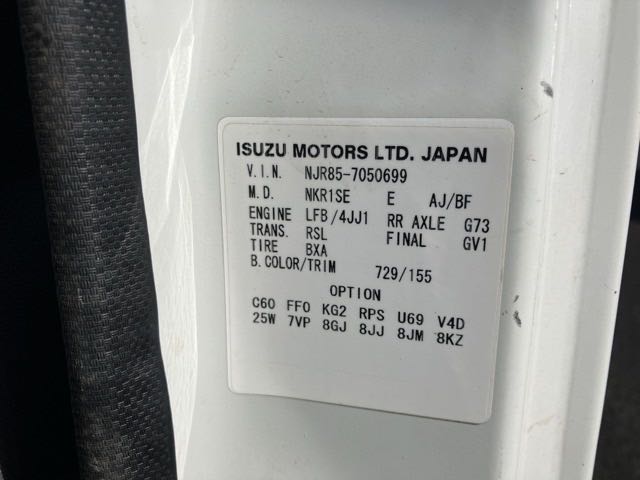 ISUZU MOTORS LTD. JAPAN
V.I.N. NJR85-7050699
M.D. NKR1SE E AJ/BF
ENGINE LFB/4JJ1 RR AXLE G73
TRANS. RSL FINAL GV1
TIRE BXA
B.COLOR/TRIM 729/155
OPTION
C60 FF0 KG2 RPS U69 V4D
25W 7VP 8GJ 8JJ 8JM 8KZ